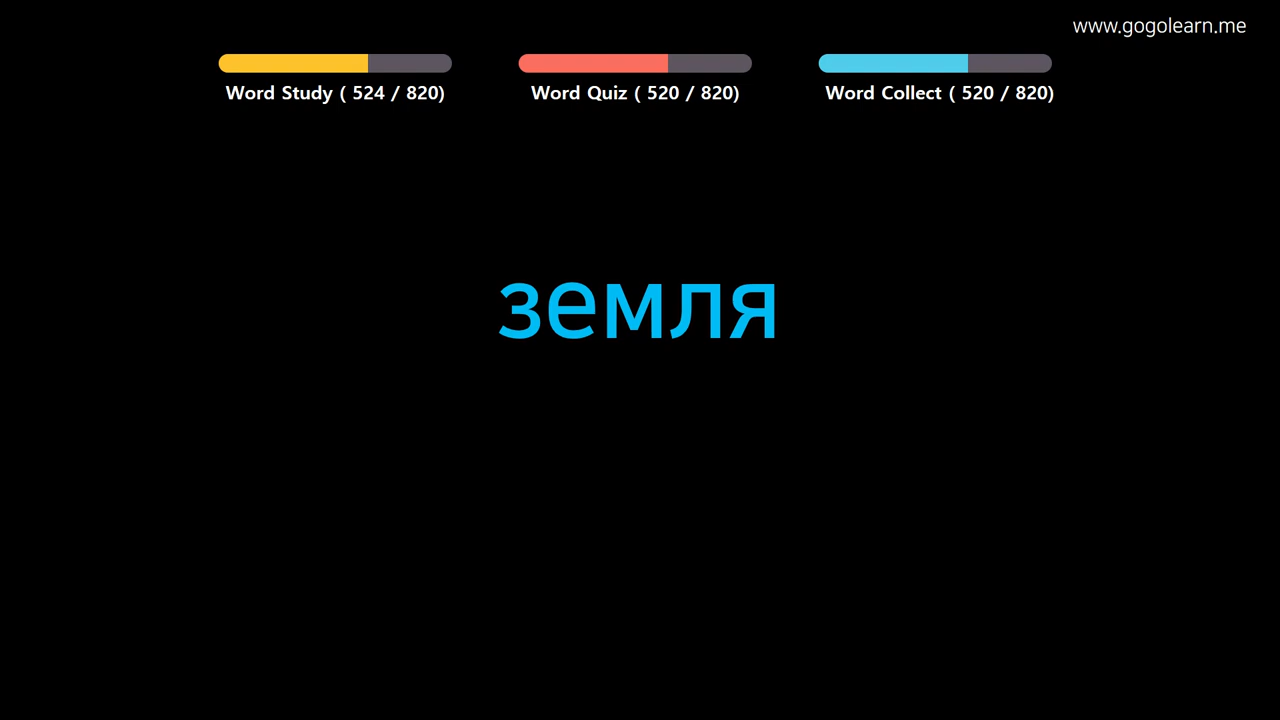 www.gogolearn.me
Word Study ( 524 / 820)
Word Quiz ( 520 / 820)
Word Collect ( 520 / 820)
земля